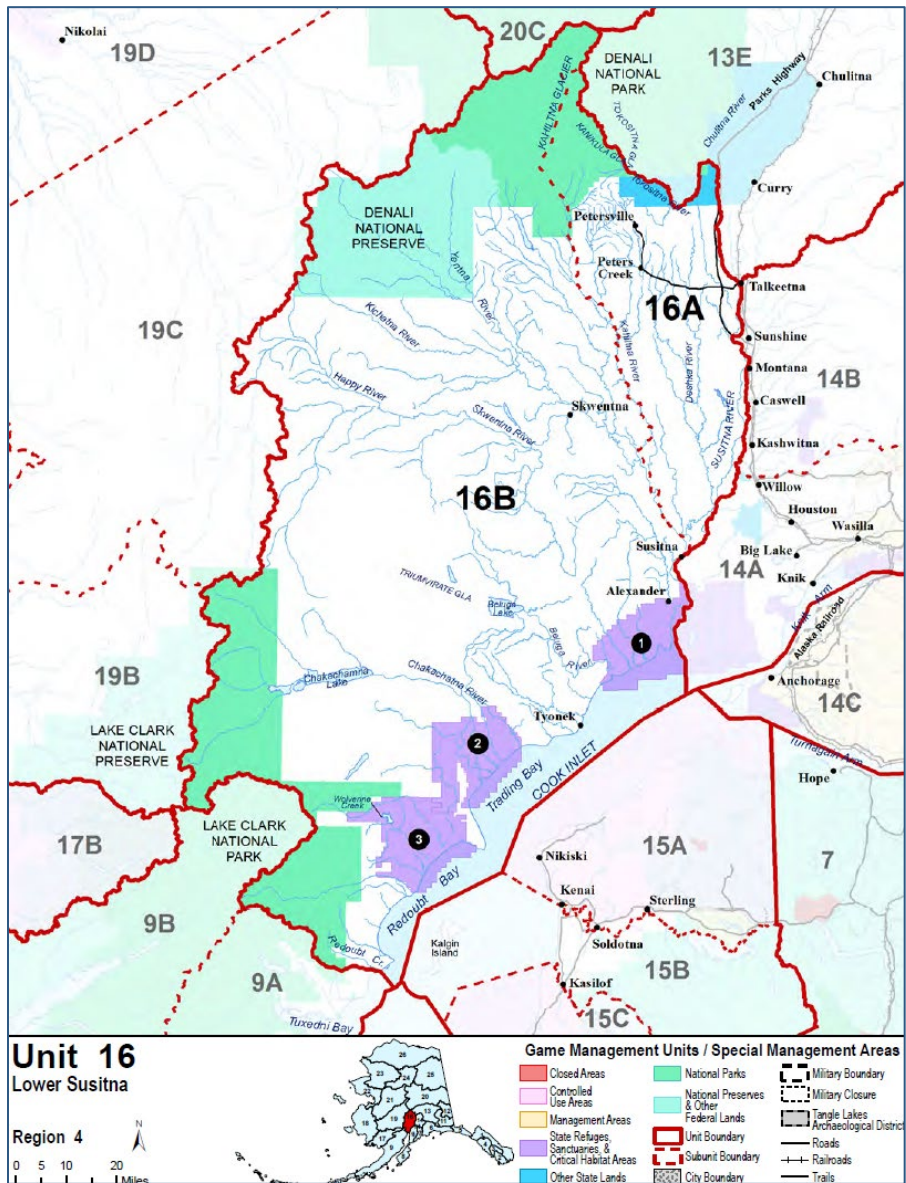 Nikolai
19D
20C
DENALI
NATIONAL
PARK
13E
Chulitna
Parks Highway
Chulitna River
KAHILTNA GLACIER
Curry
DENALI
NATIONAL
PRESERVE
Petersville
Peters
Creek
Talkeetna
16A
Yentna
River
Kichatna River
19C
Kahiltna River
Deshka River
Sunshine
Montana
14B
Caswell
Happy River
Skwentna
Skwentna River
SUSITNA RIVER
Kashwitna
Willow
16B
Houston
Wasilla
Susitna
Big Lake
14A
Knik
TRIUMVIRATE GLA
Beluga
Lake
Alexander
Knik Arm
Alaska Railroad
1
Beluga
River
19B
Chakachamna
Lake
Chakachatna River
Anchorage
14C
LAKE CLARK
NATIONAL
PRESERVE
Tyonek
2
Trading Bay
COOK INLET
Turnagain Arm
Hope
Wolverine
Creek
17B
LAKE CLARK
NATIONAL
PARK
3
Nikiski
15A
7
Redoubt Bay
Kenai
Sterling
9B
Soldotna
Kalgin
Island
Redoubt Cr.
15B
9A
Kasilof
15C
Tuxedni Bay
Unit 16
Lower Susitna
Region 4
N
0 5 10 20
Miles
Game Management Units / Special Management Areas
Closed Areas
Controlled
Use Areas
Management Areas
State Refuges,
Sanctuaries, &
Critical Habitat Areas
Other State Lands
National Parks
National Preserves
& Other
Federal Lands
Unit Boundary
Subunit Boundary
City Boundary
Military Boundary
Military Closure
Tangle Lakes
Archaeological District
Roads
Railroads
Trails